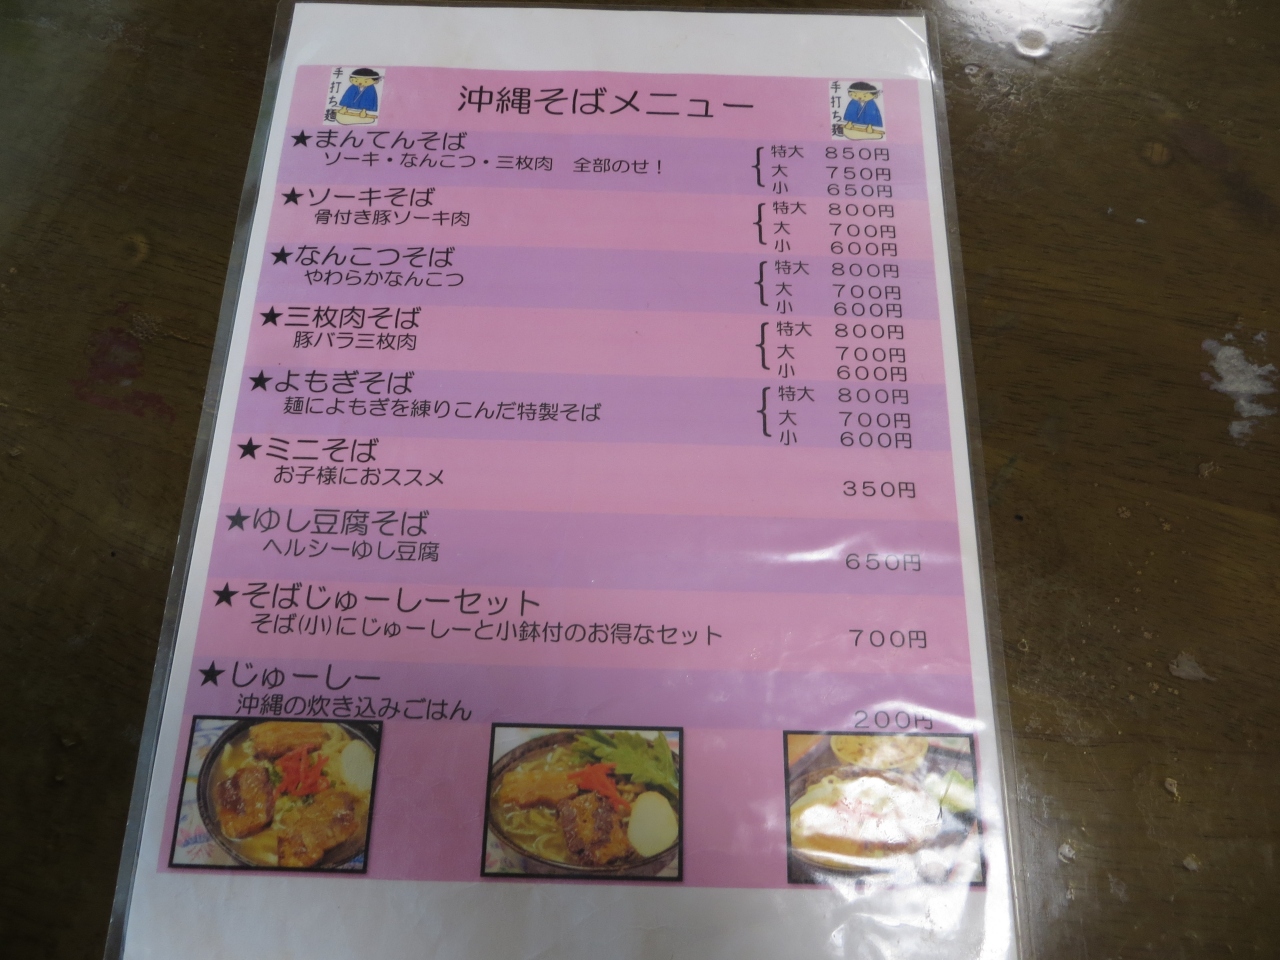 手打ち麺
沖縄そばメニュー
手打ち麺
★まんてんそば
ソーキ・なんこつ・三枚肉 全部のせ！
特大 850円
大 750円
小 650円
★ソーキそば
骨付き豚ソーキ肉
特大 800円
大 700円
小 600円
★なんこつそば
やわらかなんこつ
特大 800円
大 700円
小 600円
★三枚肉そば
豚バラ三枚肉
特大 800円
大 700円
小 600円
★よもぎそば
麺によもぎを練りこんだ特製そば
特大 800円
大 700円
小 600円
★ミニそば
お子様におススメ
350円
★ゆし豆腐そば
ヘルシーゆし豆腐
650円
★そばじゅーしーセット
そば(小)にじゅーしーと小鉢付のお得なセット
700円
★じゅーしー
沖縄の炊き込みごはん
200円